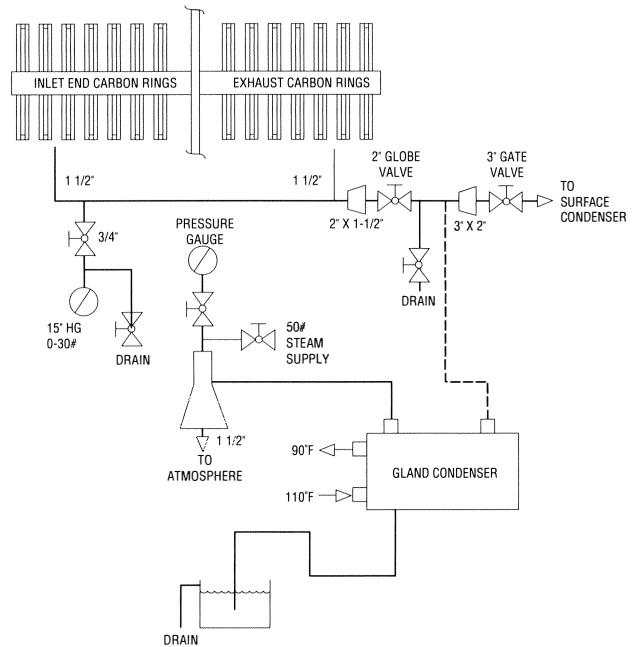 INLET END CARBON RINGS
EXHAUST CARBON RINGS
1 1/2"
1 1/2"
2" GLOBE
VALVE
3" GATE
VALVE
TO
SURFACE
CONDENSER
2" X 1-1/2"
3" X 2"
3/4"
PRESSURE
GAUGE
DRAIN
15" HG
0-30#
DRAIN
50#
STEAM
SUPPLY
1 1/2"
TO
ATMOSPHERE
90°F
110°F
GLAND CONDENSER
DRAIN